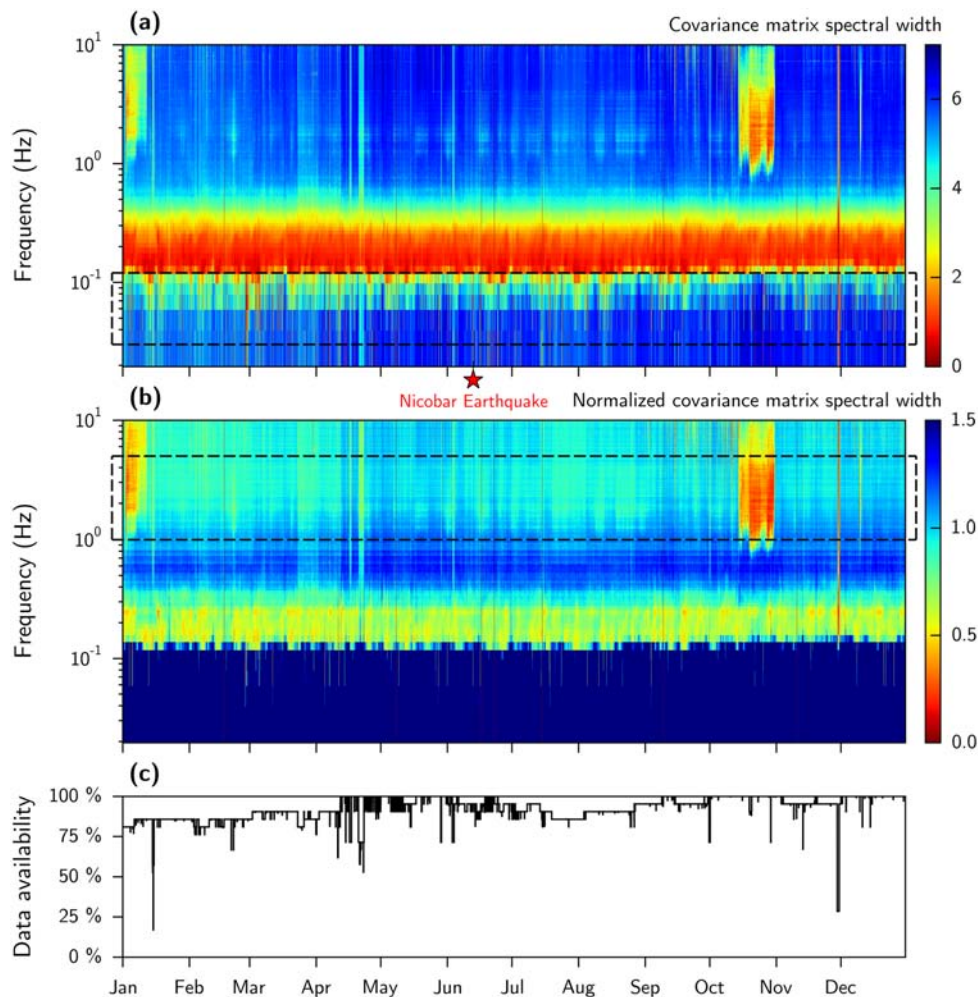 (a)
Covariance matrix spectral width
10^1
10^0
10^-1
Frequency (Hz)
6
4
2
0
Nicobar Earthquake
(b)
Normalized covariance matrix spectral width
10^1
10^0
10^-1
Frequency (Hz)
1.5
1.0
0.5
0.0
(c)
100 %
75 %
50 %
25 %
0 %
Data availability
Jan Feb Mar Apr May Jun Jul Aug Sep Oct Nov Dec